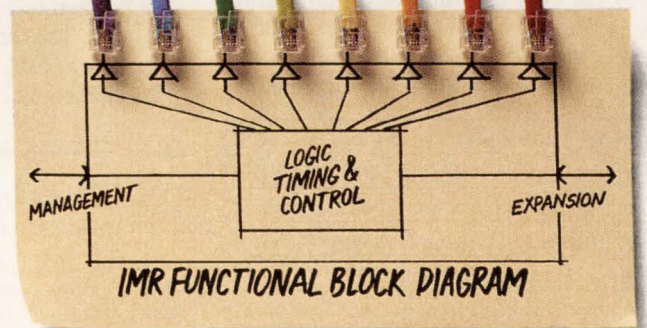 LOGIC
TIMING &
CONTROL
MANAGEMENT
EXPANSION
IMR FUNCTIONAL BLOCK DIAGRAM